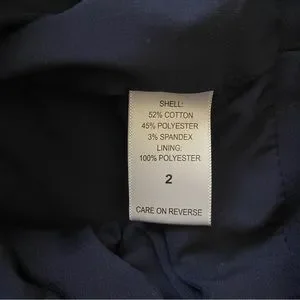 SHELL:
52% COTTON
45% POLYESTER
3% SPANDEX
LINING:
100% POLYESTER
2
CARE ON REVERSE